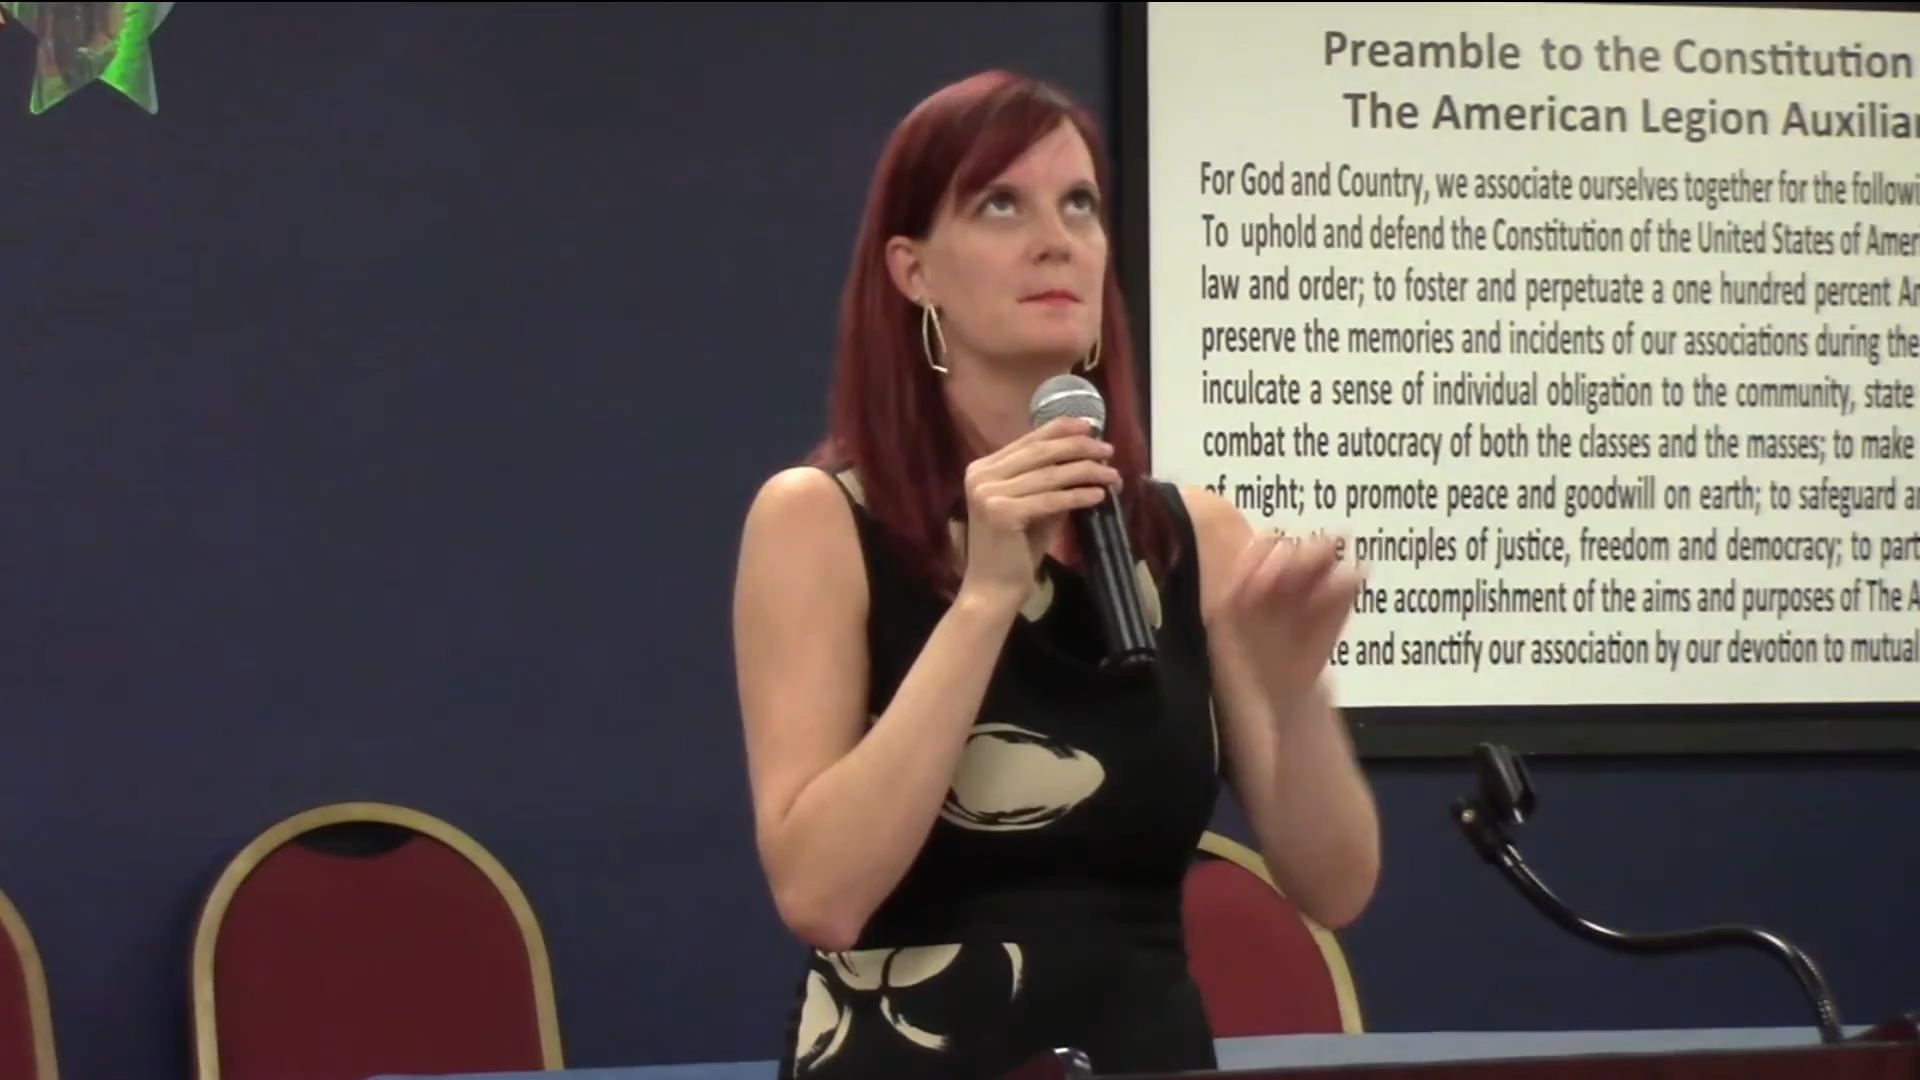 Preamble to the Constitution
The American Legion Auxiliar
For God and Country, we associate ourselves together for the followi
To uphold and defend the Constitution of the United States of Amer
law and order; to foster and perpetuate a one hundred percent Am
preserve the memories and incidents of our associations during the
inculcate a sense of individual obligation to the community, state
combat the autocracy of both the classes and the masses; to make
of might; to promote peace and goodwill on earth; to safeguard an
the principles of justice, freedom and democracy; to part
the accomplishment of the aims and purposes of The A
te and sanctify our association by our devotion to mutual